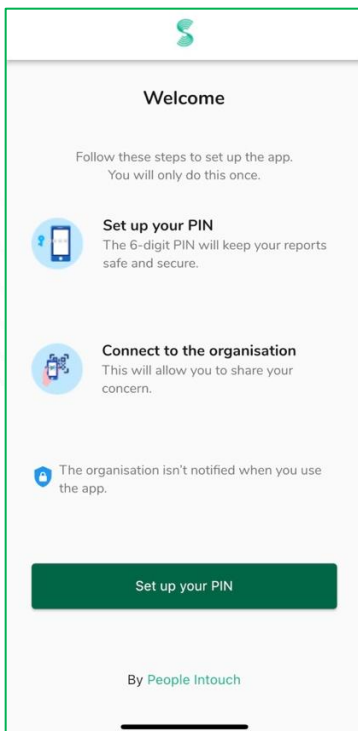 Welcome
Follow these steps to set up the app.
You will only do this once.
Set up your PIN
The 6-digit PIN will keep your reports
safe and secure.
Connect to the organisation
This will allow you to share your
concern.
The organisation isn't notified when you use
the app.
Set up your PIN
By People Intouch